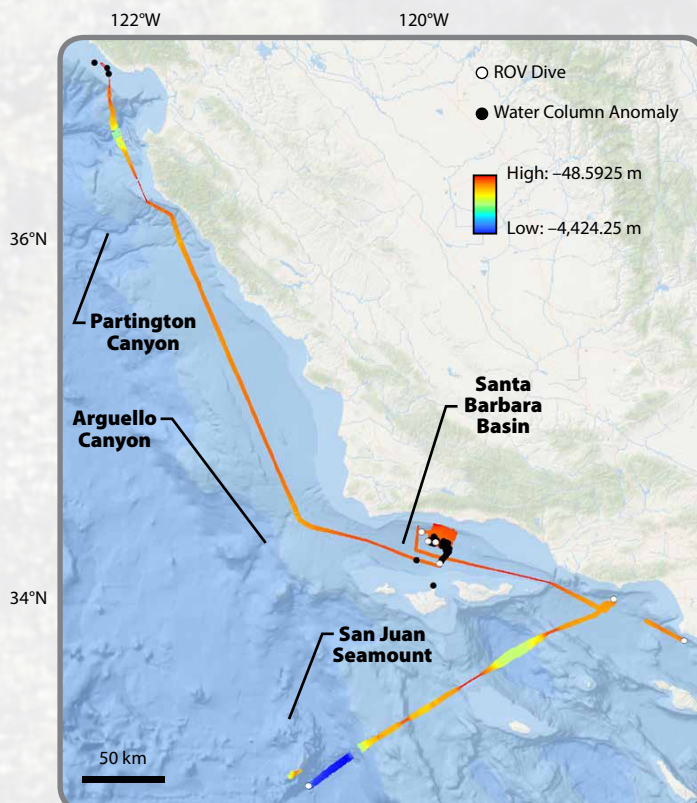 122°W
120°W
ROV Dive
Water Column Anomaly
High: –48.5925 m
Low: –4,424.25 m
36°N
Partington
Canyon
Santa
Barbara
Basin
Arguello
Canyon
34°N
San Juan
Seamount
50 km